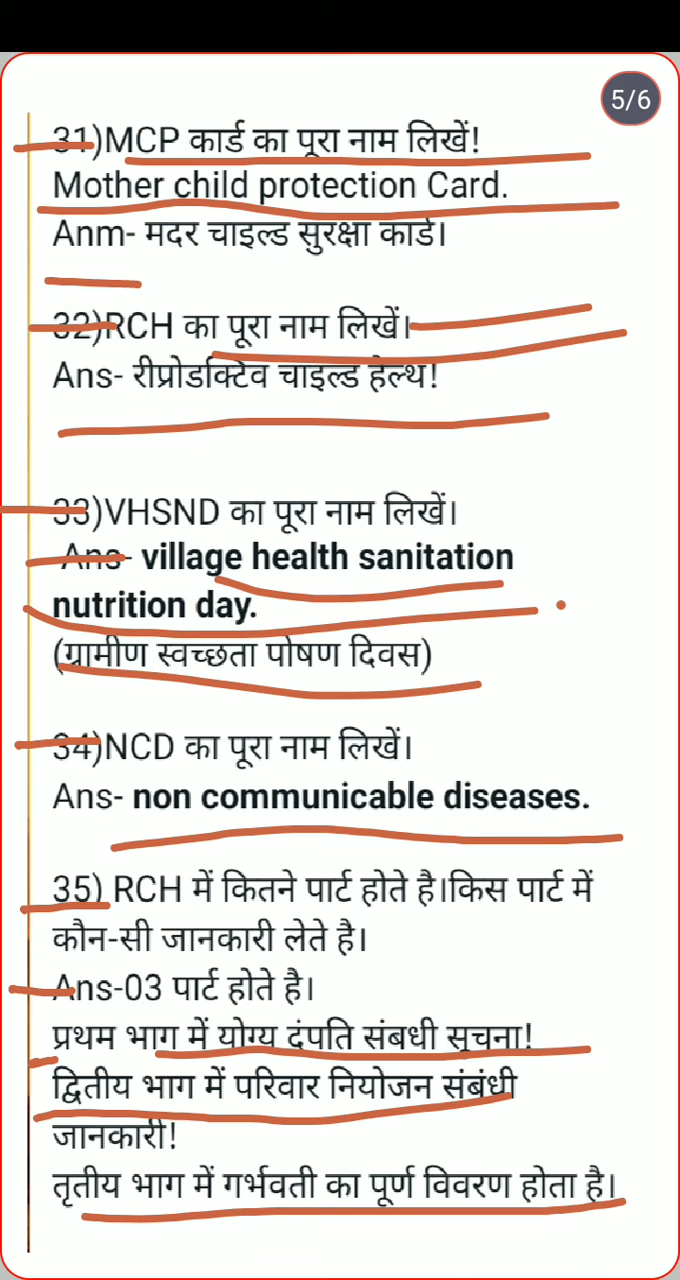 5/6
31)MCP कार्ड का पूरा नाम लिखें!
Mother child protection Card.
Anm- मदर चाइल्ड सुरक्षा कार्ड।
32)RCH का पूरा नाम लिखें।
Ans- रीप्रोडक्टिव चाइल्ड हेल्थ!
33)VHSND का पूरा नाम लिखें।
Ans- village health sanitation
nutrition day.
(ग्रामीण स्वच्छता पोषण दिवस)
34)NCD का पूरा नाम लिखें।
Ans- non communicable diseases.
35) RCH में कितने पार्ट होते है।किस पार्ट में
कौन-सी जानकारी लेते है।
Ans-03 पार्ट होते है।
प्रथम भाग में योग्य दंपति संबधी सूचना!
द्वितीय भाग में परिवार नियोजन संबंधी
जानकारी!
तृतीय भाग में गर्भवती का पूर्ण विवरण होता है।